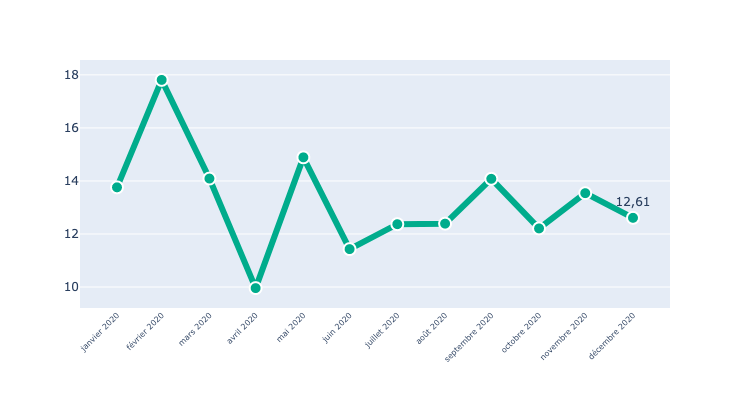 18
16
14
12
10
12,61
janvier 2020
février 2020
mars 2020
avril 2020
mai 2020
juin 2020
juillet 2020
août 2020
septembre 2020
octobre 2020
novembre 2020
décembre 2020